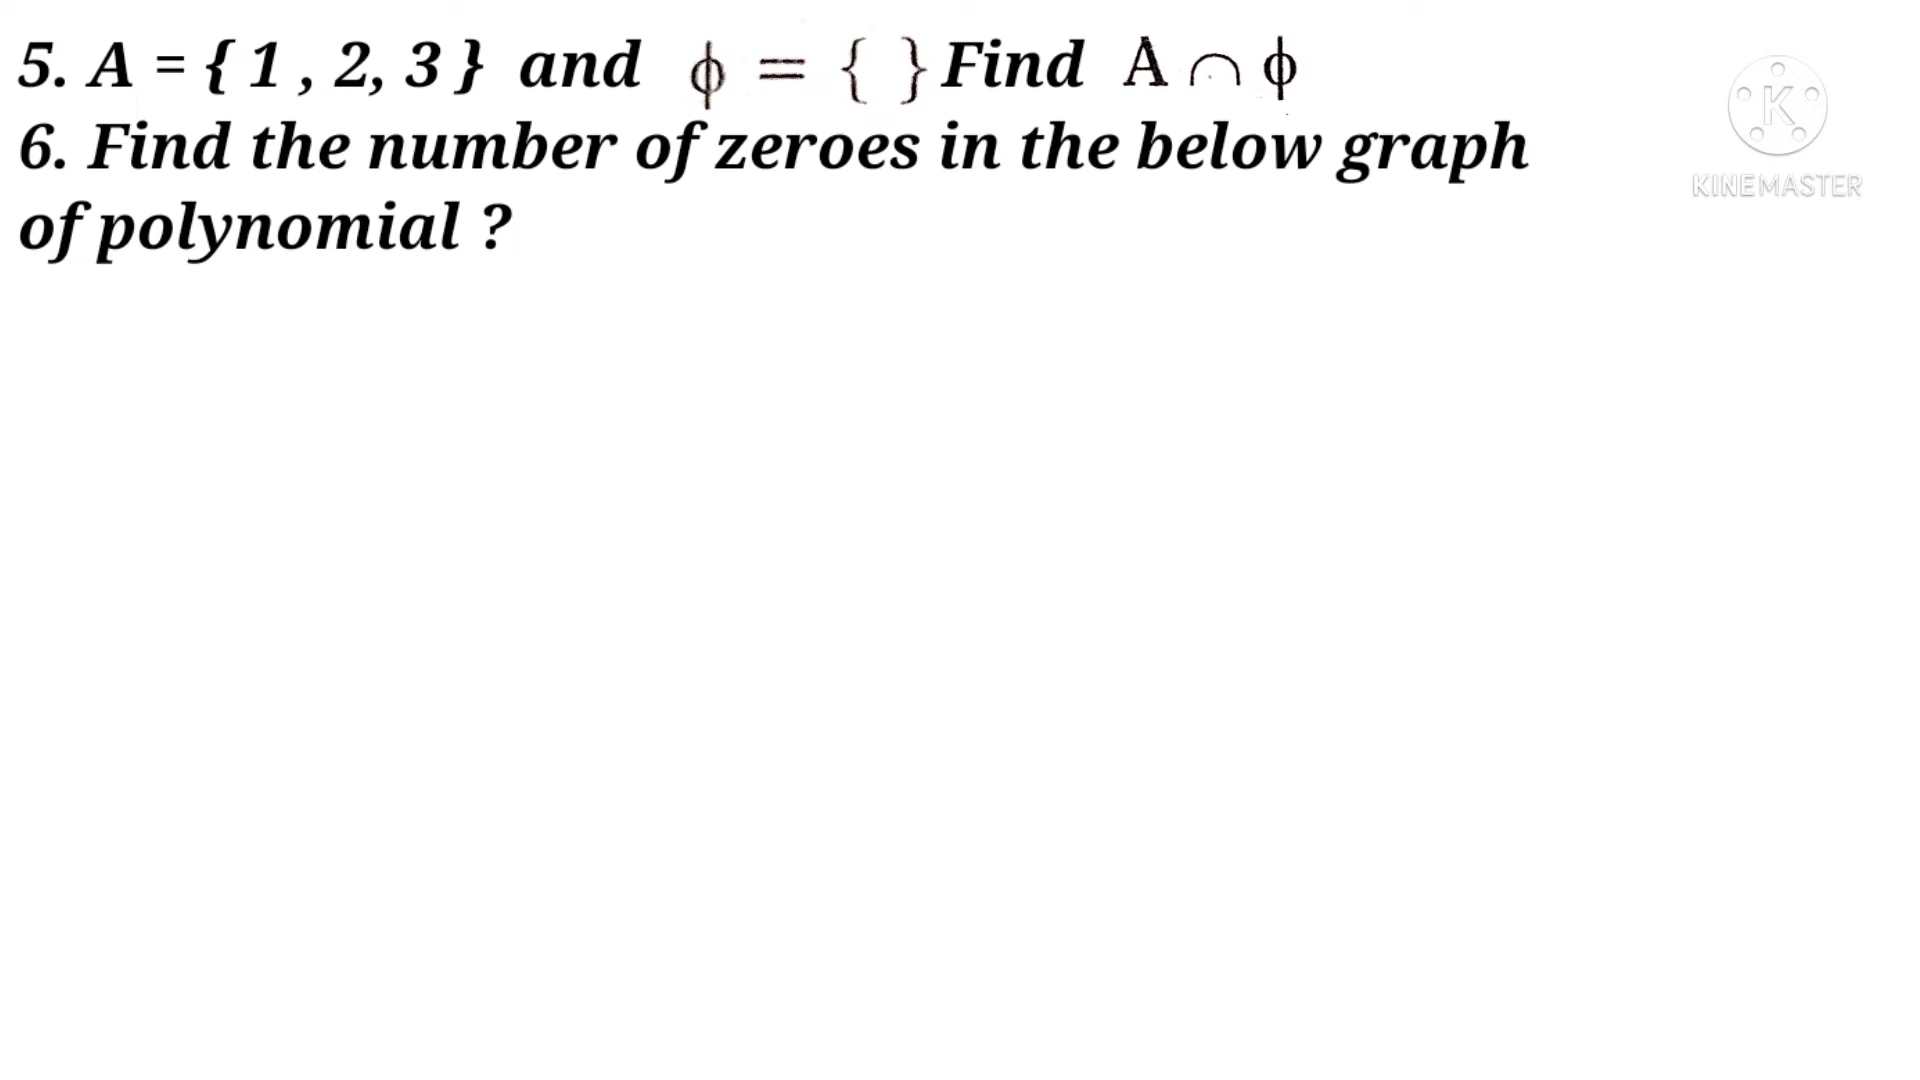 5. A = { 1 , 2, 3 } and ϕ = { } Find A ∩ ϕ
6. Find the number of zeroes in the below graph
of polynomial ?
KINEMASTER